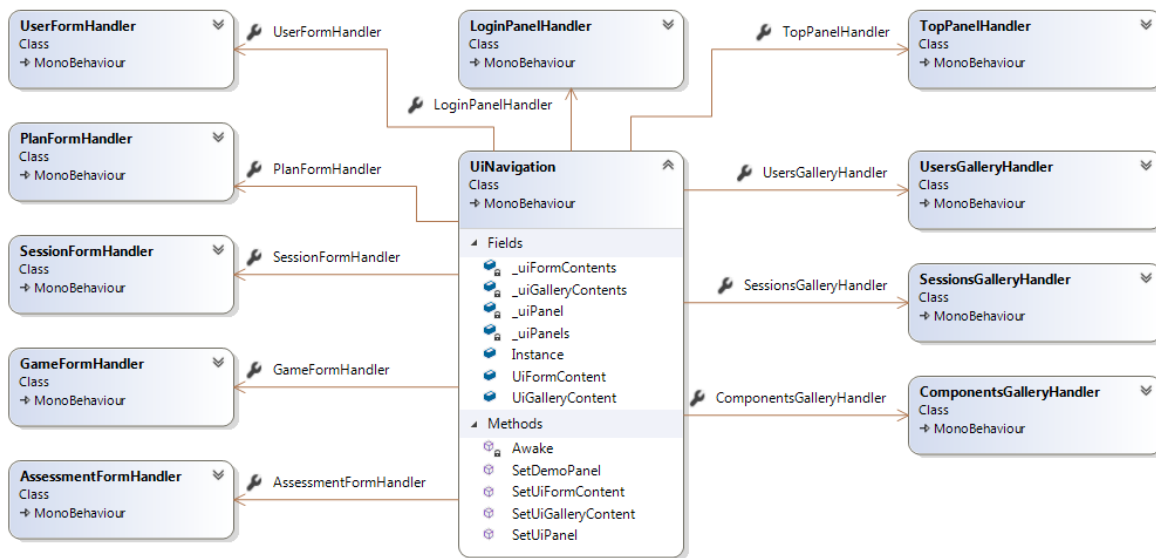 UserFormHandler
Class
MonoBehaviour
UserFormHandler
LoginPanelHandler
Class
MonoBehaviour
LoginPanelHandler
TopPanelHandler
TopPanelHandler
Class
MonoBehaviour
PlanFormHandler
Class
MonoBehaviour
PlanFormHandler
SessionFormHandler
Class
MonoBehaviour
SessionFormHandler
GameFormHandler
Class
MonoBehaviour
GameFormHandler
AssessmentFormHandler
Class
MonoBehaviour
AssessmentFormHandler
UiNavigation
Class
MonoBehaviour
Fields
_uiFormContents
_uiGalleryContents
_uiPanel
_uiPanels
Instance
UiFormContent
UiGalleryContent
Methods
Awake
SetDemoPanel
SetUiFormContent
SetUiGalleryContent
SetUiPanel
UsersGalleryHandler
UsersGalleryHandler
Class
MonoBehaviour
SessionsGalleryHandler
SessionsGalleryHandler
Class
MonoBehaviour
ComponentsGalleryHandler
ComponentsGalleryHandler
Class
MonoBehaviour